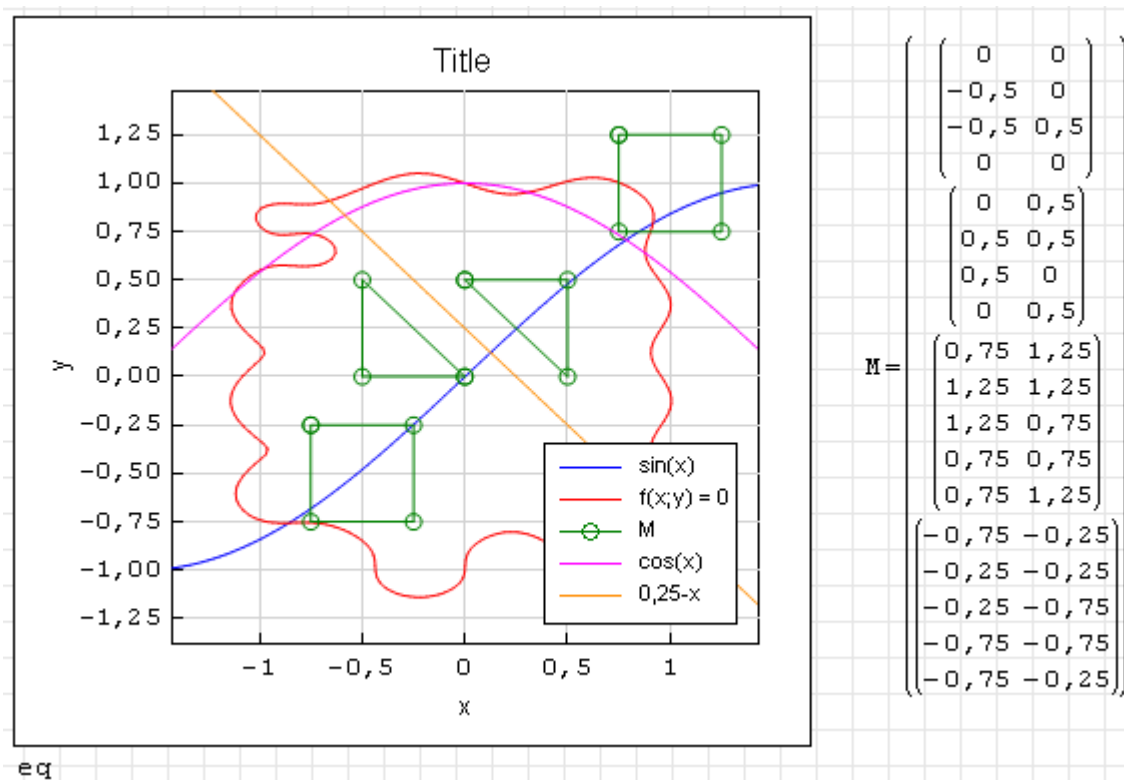 Title
1,25
1,00
0,75
0,50
0,25
0,00
-0,25
-0,50
-0,75
-1,00
-1,25
y
-1 -0,5 0 0,5 1
x
sin(x)
f(x;y) = 0
M
cos(x)
0,25-x
eq
M=
0 0
-0,5 0
-0,5 0,5
0 0
0 0,5
0,5 0,5
0,5 0
0 0,5
0,75 1,25
1,25 1,25
1,25 0,75
0,75 0,75
0,75 1,25
-0,75 -0,25
-0,25 -0,25
-0,25 -0,75
-0,75 -0,75
-0,75 -0,25